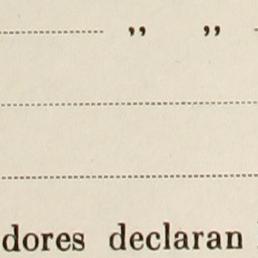 " "
dores declaran